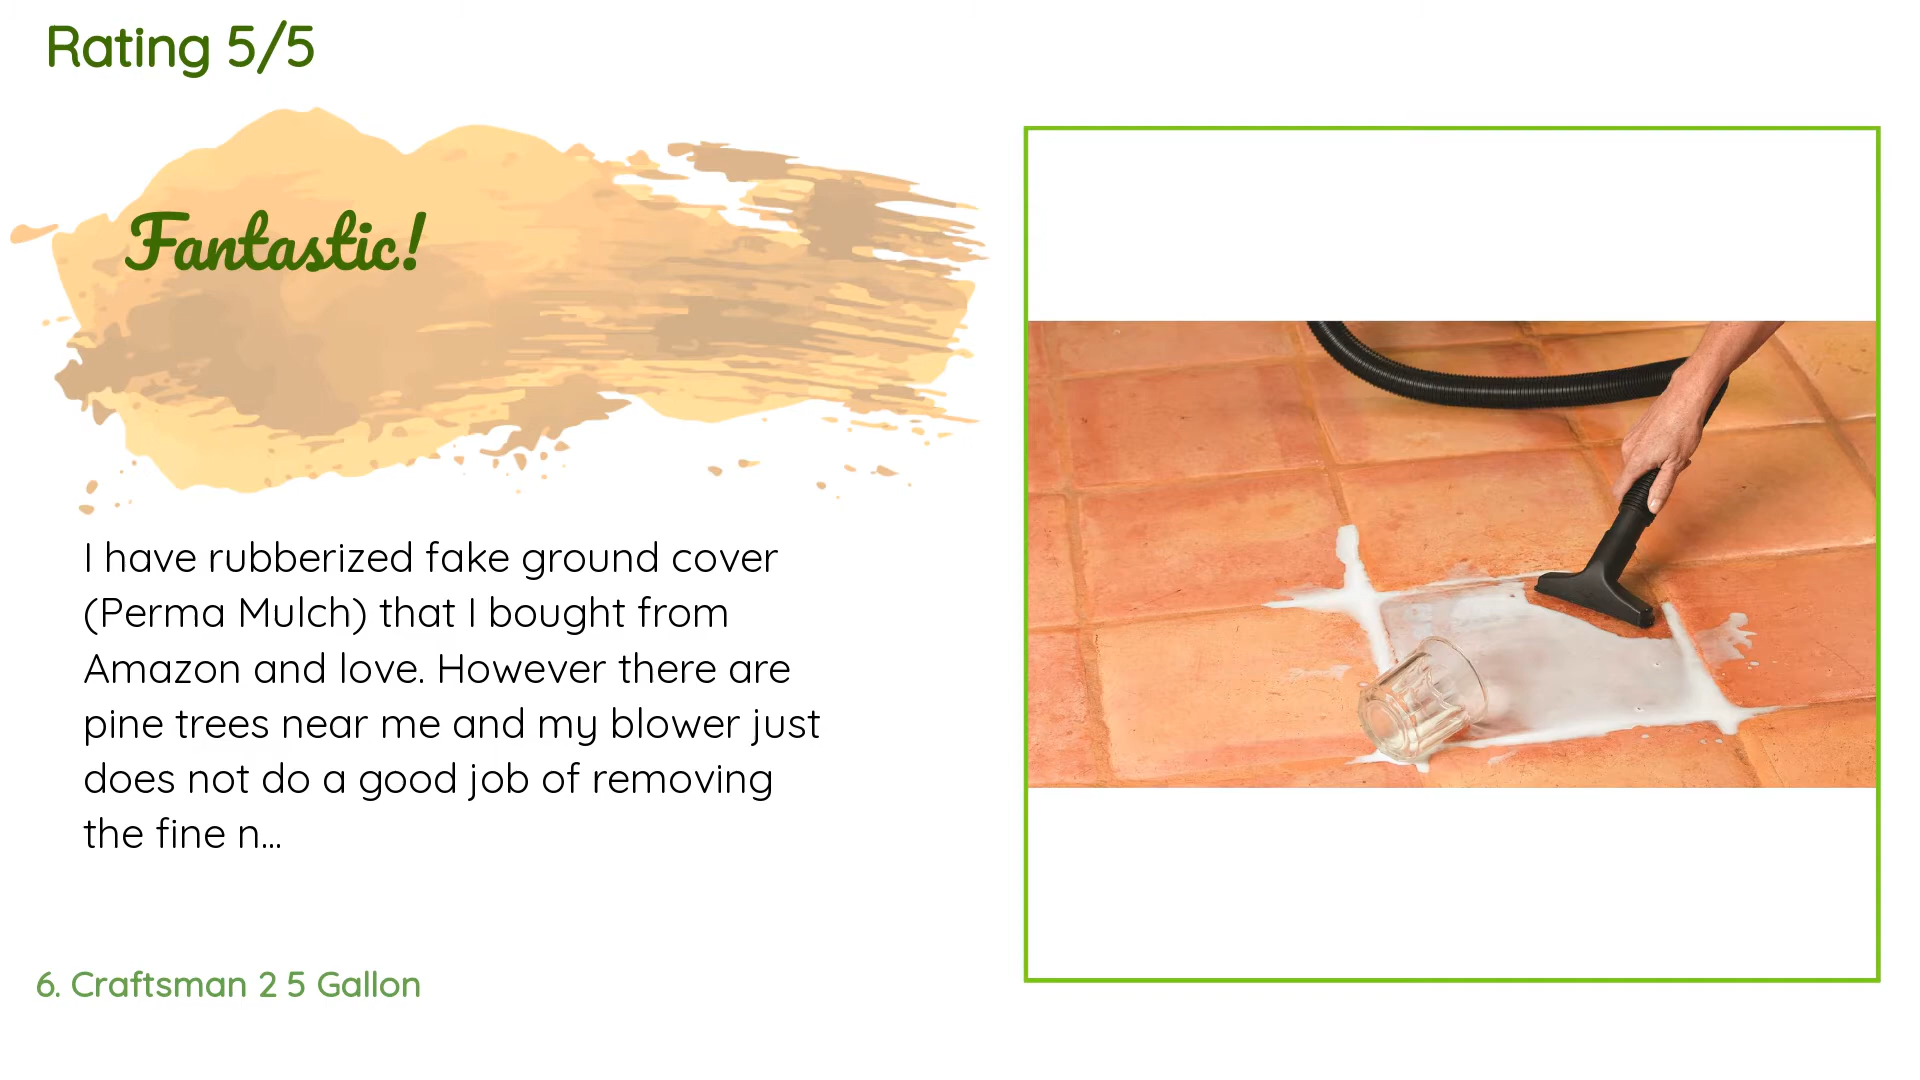 Rating 5/5
Fantastic!
I have rubberized fake ground cover
(Perma Mulch) that I bought from
Amazon and love. However there are
pine trees near me and my blower just
does not do a good job of removing
the fine n...
6. Craftsman 2 5 Gallon